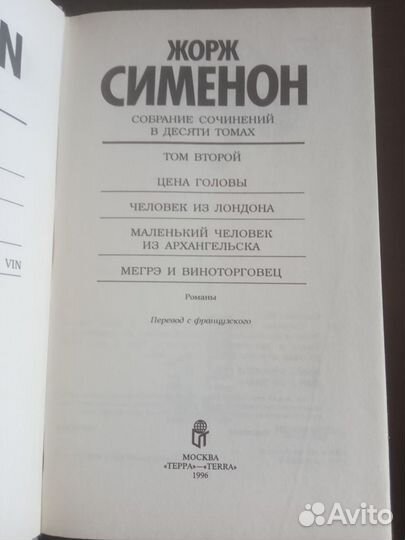 ЖОРЖ
СИМЕНОН
СОБРАНИЕ СОЧИНЕНИЙ
В ДЕСЯТИ ТОМАХ
ТОМ ВТОРОЙ
ЦЕНА ГОЛОВЫ
ЧЕЛОВЕК ИЗ ЛОНДОНА
МАЛЕНЬКИЙ ЧЕЛОВЕК
ИЗ АРХАНГЕЛЬСКА
МЕГРЭ И ВИНОТОРГОВЕЦ
Романы
Перевод с французского
МОСКВА
«ТЕРРА»—«TERRA»
1996
N
VIN
Avito